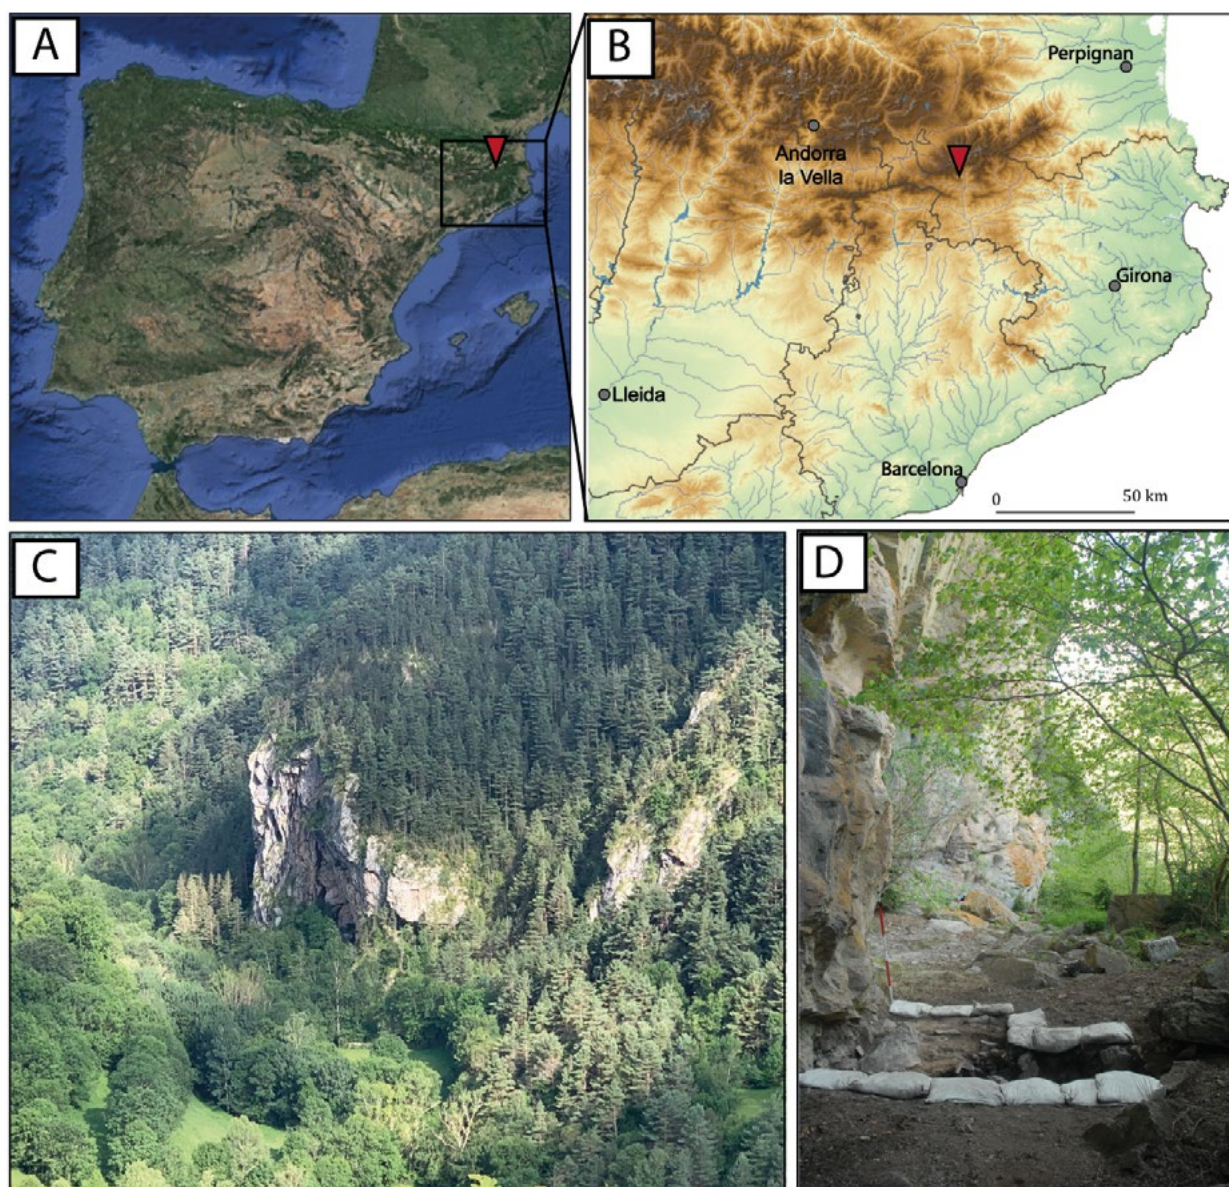 A
B
Perpignan
Andorra
la Vella
Girona
Lleida
Barcelona
0
50 km
C
D